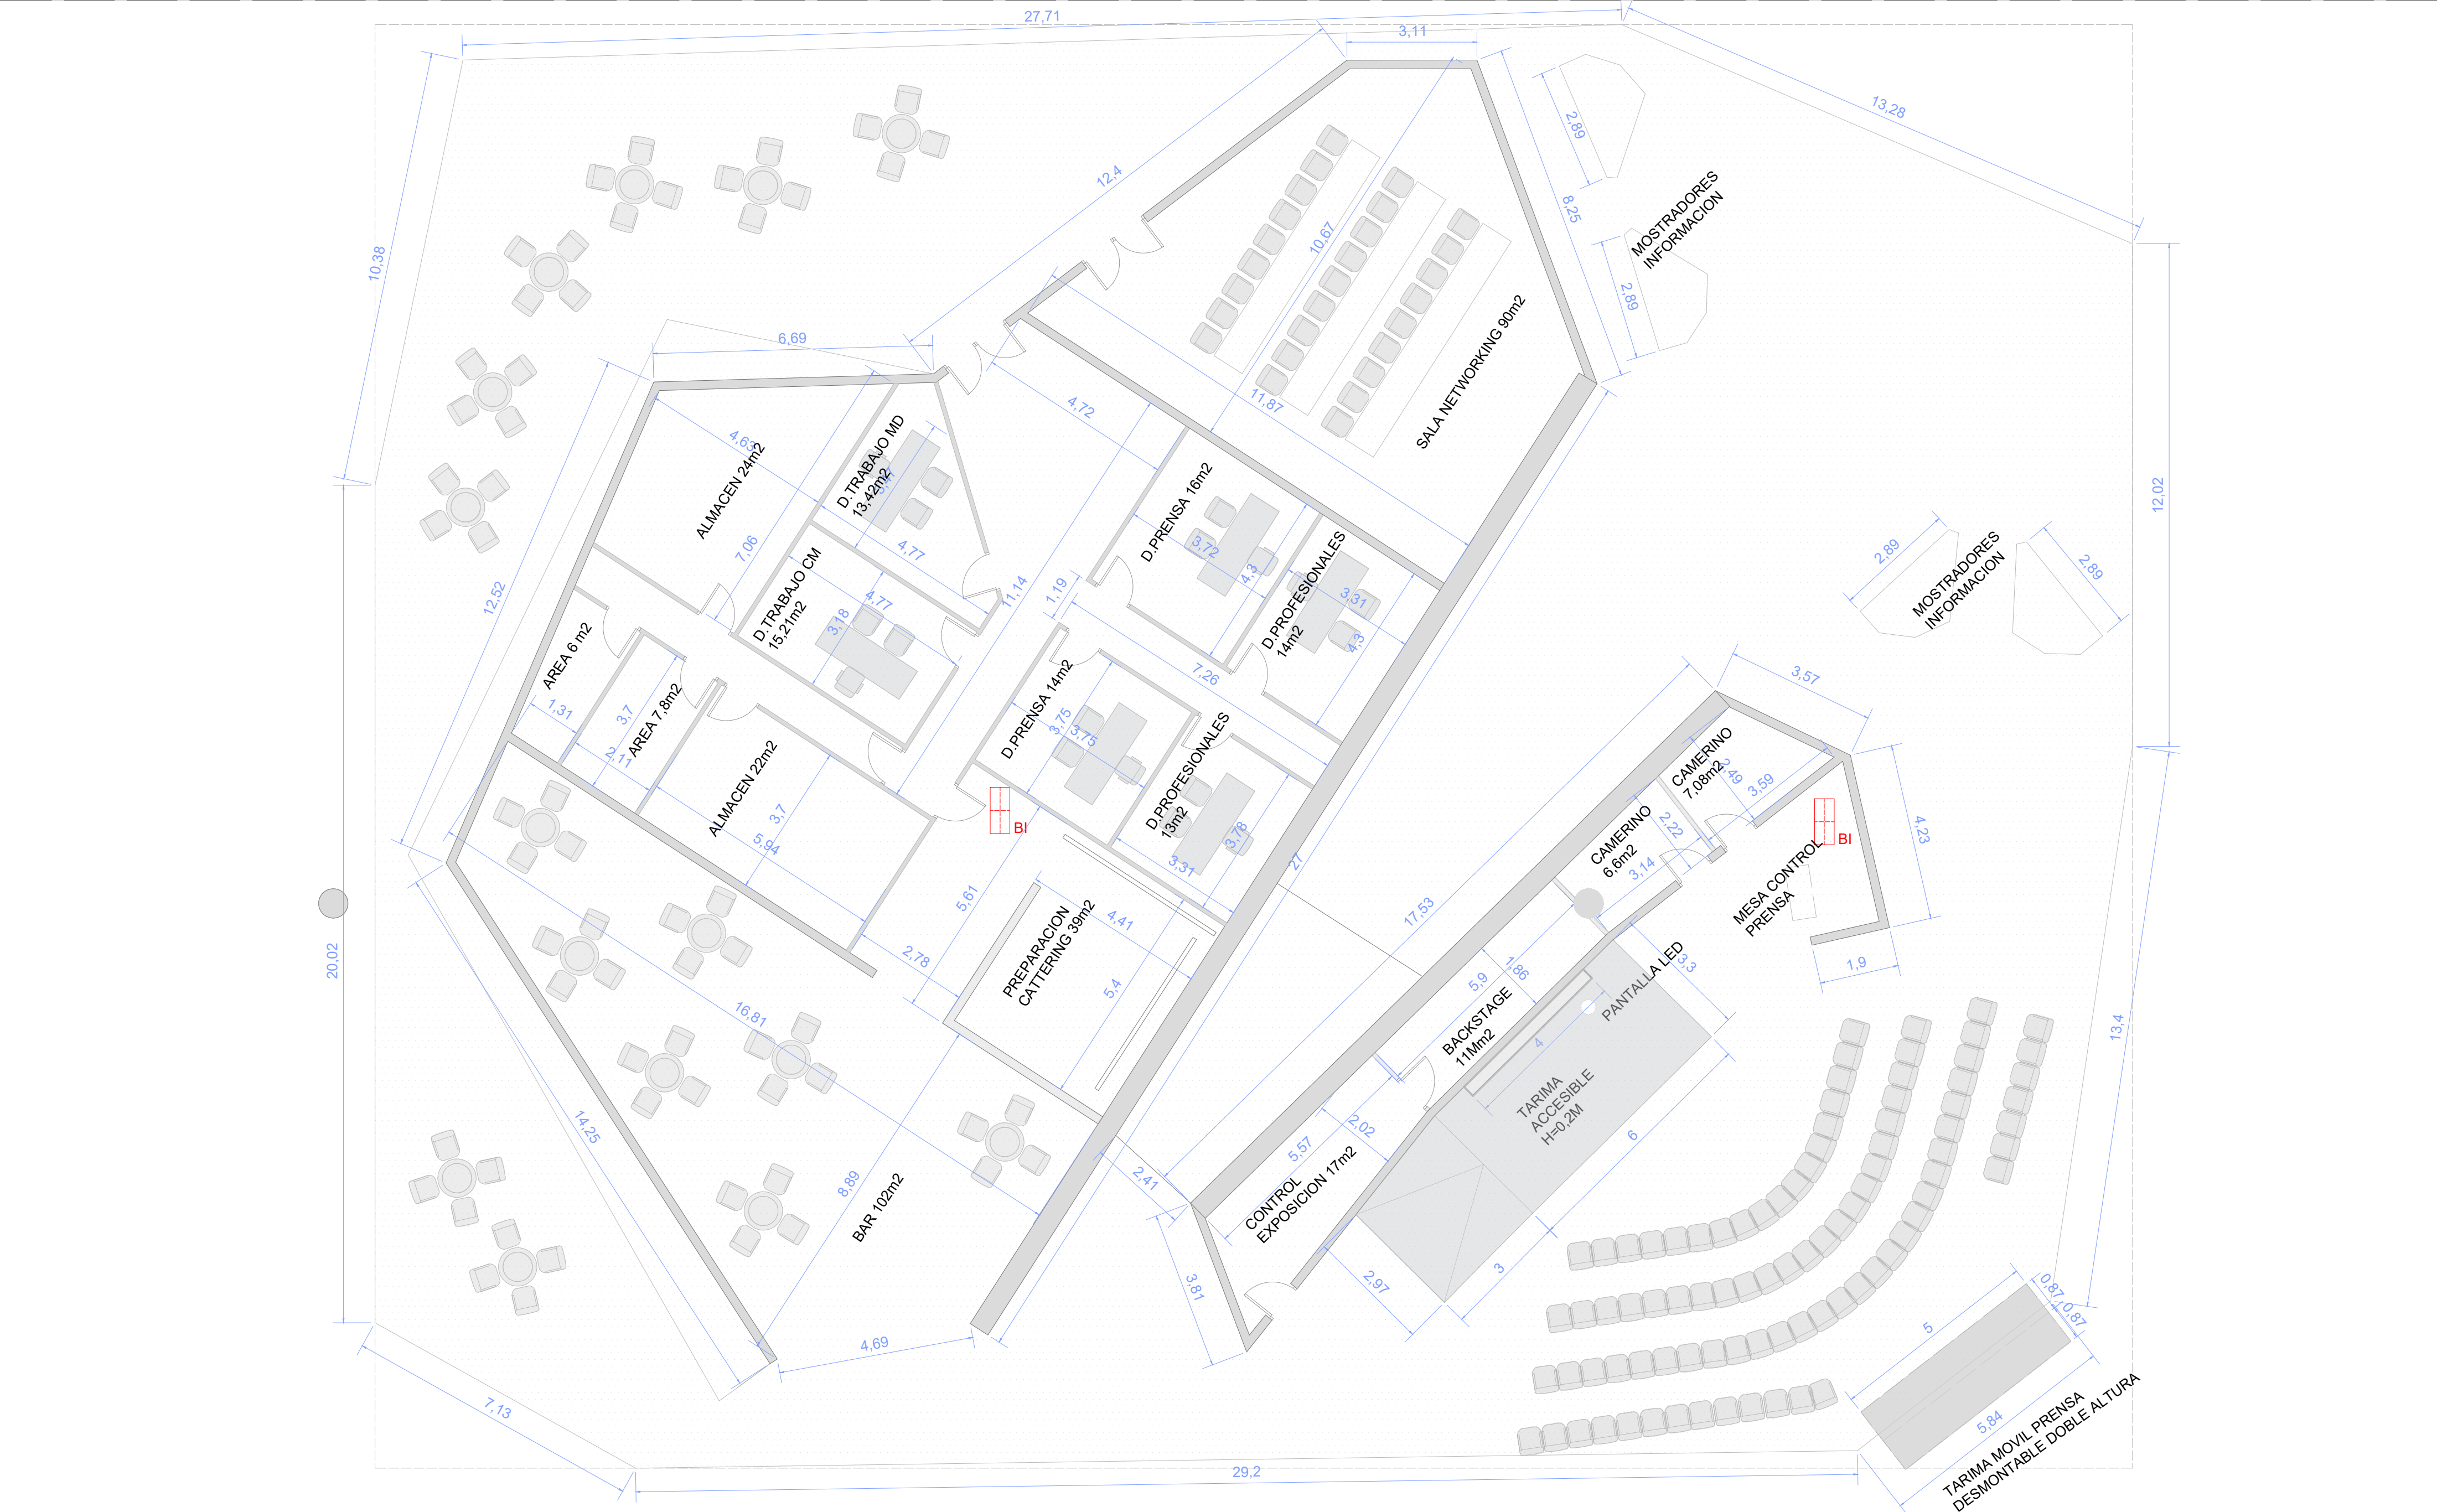 27,71
3,11
13,28
12,4
2,89
8,25
10,38
10,67
MOSTRADORES
INFORMACION
2,89
6,69
4,72
11,87
SALA NETWORKING 90m2
12,02
4,63
ALMACEN 24m2
D.TRABAJO MD
13,42m2
7,06
4,77
D.PRENSA 16m2
3,72
4,3
D.PROFESIONALES
14m2
3,31
4,3
2,89
MOSTRADORES
INFORMACION
2,89
12,52
D.TRABAJO CM
15,21m2
4,77
3,18
11,14
1,19
7,26
AREA 6 m2
1,31
3,7
AREA 7,8m2
2,11
D.PRENSA 14m2
3,75
3,75
D.PROFESIONALES
13m2
3,78
3,31
3,57
CAMERINO
7,08m2
2,49
3,59
ALMACEN 22m2
3,7
5,94
BI
BI
CAMERINO
6,6m2
2,22
3,14
4,23
MESA CONTROL
PRENSA
27
17,53
5,61
PREPARACION
CATTERING 39m2
4,41
5,4
2,78
20,02
16,81
1,86
5,9
BACKSTAGE
11Mm2
PANTALLA LED
3,3
1,9
4
TARIMA
ACCESIBLE
H=0,2M
6
13,4
14,25
2,02
5,57
CONTROL
EXPOSICION 17m2
2,41
8,89
BAR 102m2
3,81
2,97
3
4,69
0,87
0,87
5
5,84
7,13
29,2
TARIMA MOVIL PRENSA
DESMONTABLE DOBLE ALTURA